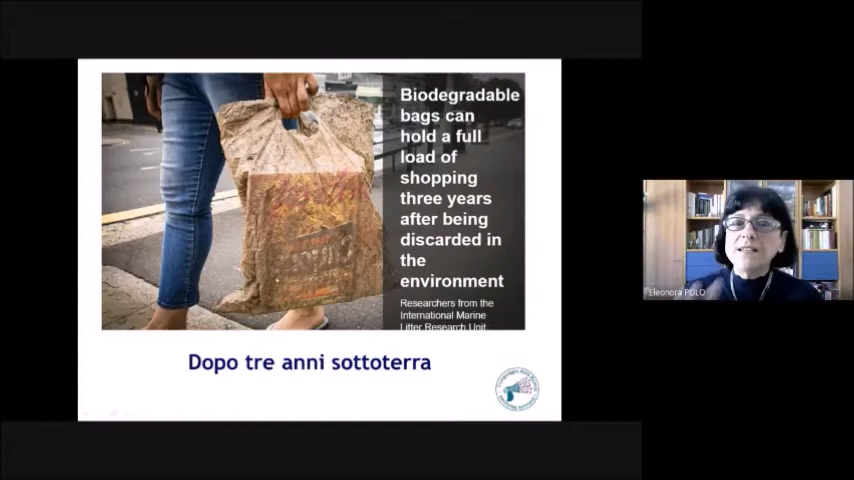 Biodegradable
bags can
hold a full
load of
shopping
three years
after being
discarded in
the
environment
Researchers from the
International Marine
Litter Research Unit
Dopo tre anni sottoterra
Eleonora POLO